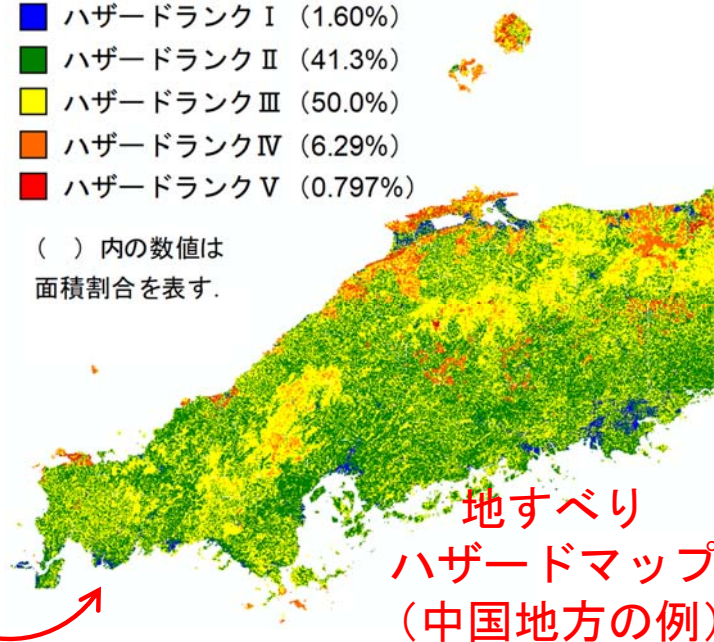 ハザードランクⅠ（1.60%）
ハザードランクⅡ（41.3%）
ハザードランクⅢ（50.0%）
ハザードランクⅣ（6.29%）
ハザードランクⅤ（0.797%）
（　）内の数値は
面積割合を表す．
地すべり
ハザードマップ
（中国地方の例）